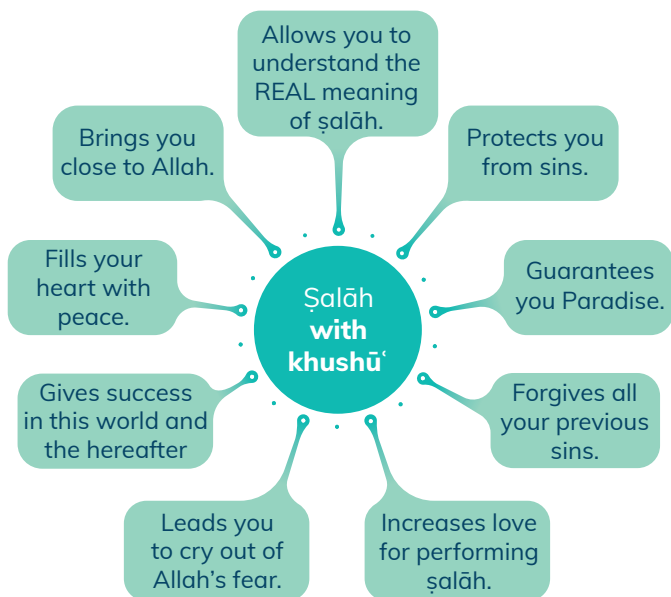 Allows you to
understand the
REAL meaning
of ṣalāh.
Protects you
from sins.
Guarantees
you Paradise.
Forgives all
your previous
sins.
Increases love
for performing
ṣalāh.
Leads you
to cry out of
Allah’s fear.
Gives success
in this world and
the hereafter
Fills your
heart with
peace.
Brings you
close to Allah.
Ṣalāh
with
khushūʿ